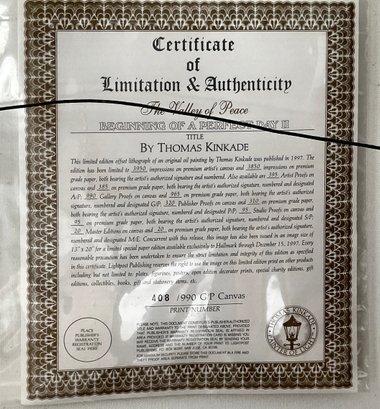 Certificate
of
Limitation & Authenticity
The Valley of Peace
BEGINNING OF A PERFECT DAY II
TITLE
BY THOMAS KINKADE
This limited edition offset lithograph of an original oil painting by Thomas Kinkade was published in 1997. The
edition has been limited to 3950 impressions on premium artist's canvas and 3850 impressions on premium
grade paper, both bearing the artist's authorized signature and numbered. Also available are 395 Artist Proofs on
canvas and 385 on premium grade paper, both bearing the artist's authorized signature, numbered and designated
A/P; 990 Gallery Proofs on canvas and 965 on premium grade paper, both bearing the artist's authorized
signature, numbered and designated G/P; 320 Publisher Proofs on canvas and 310 on premium grade paper,
both bearing the artist's authorized signature, numbered and designated P/P; 95 Studio Proofs on canvas and
95 on premium grade paper, both bearing the artist's authorized signature, numbered and designated S/P;
20 Master Editions on canvas and 20 on premium grade paper, both bearing the artist's authorized signature,
numbered and designated M/E. Concurrent with this release, this image has also been issued in an image size of
13" x 20" for a limited special paper edition available exclusively to Hallmark through December 15, 1997. Every
reasonable precaution has been undertaken to ensure the strict limitation and integrity of this edition as specified
in this certificate. Lightpost Publishing reserves the right to use the image on this limited edition print on other products
including but not limited to: plates, figurines, posters, open edition decorator prints, special charity editions, gift
editions, collectibles, books, gift and stationery items, etc.
408 /990 G P Canvas
PRINT NUMBER
PLACE
PUBLISHER'S
WARRANTY
REGISTRATION
SEAL HERE
THOMAS KINKADE
PAINTER OF LIGHT